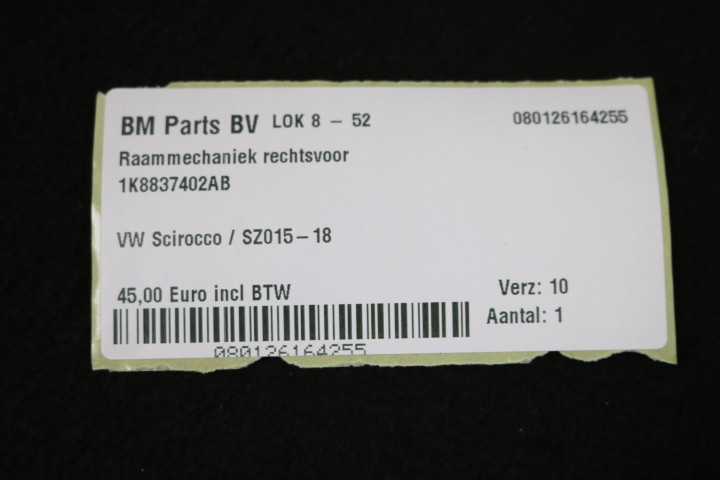 BM Parts BV LOK 8 - 52 080126164255
Raammechaniek rechtsvoor
1K8837402AB
VW Scirocco / SZ015-18
45,00 Euro incl BTW Verz: 10
Aantal: 1
080126164255